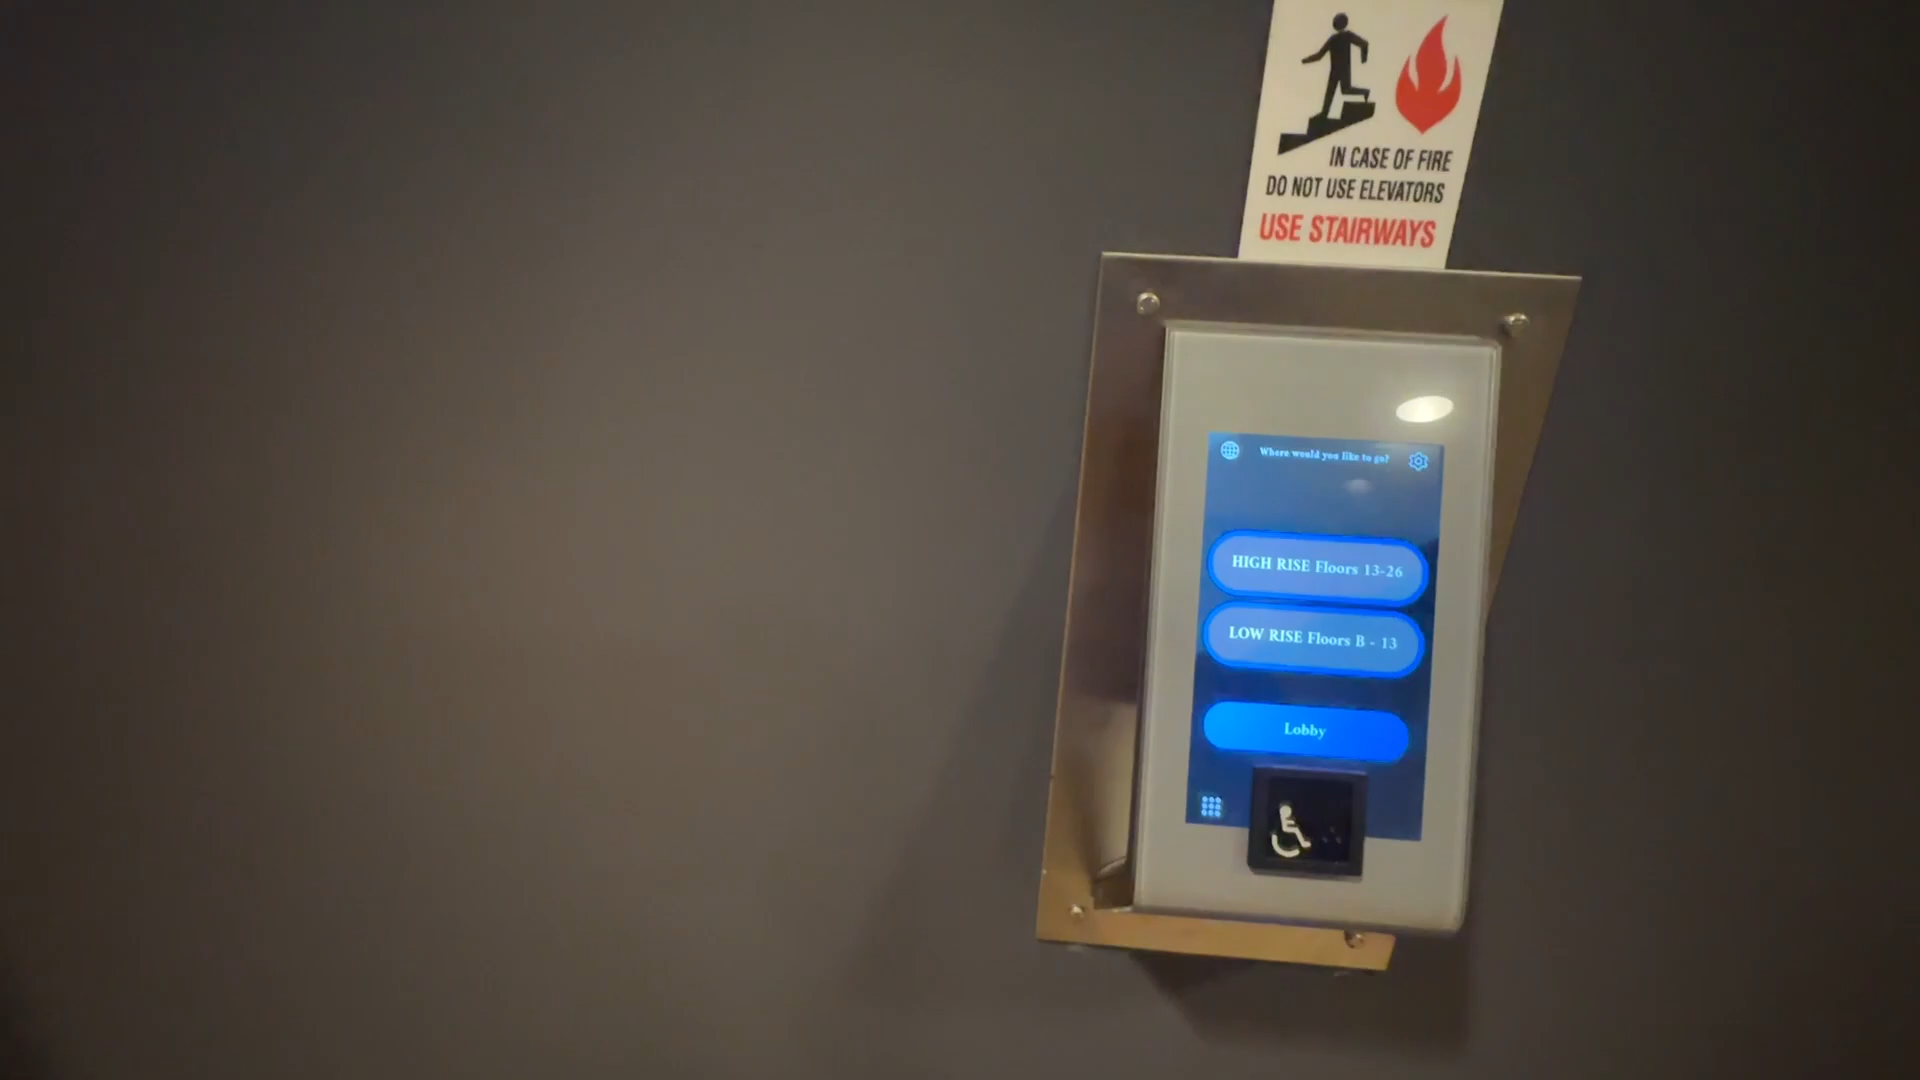 IN CASE OF FIRE
DO NOT USE ELEVATORS
USE STAIRWAYS
Where would you like to go?
HIGH RISE Floors 13-26
LOW RISE Floors B - 13
Lobby